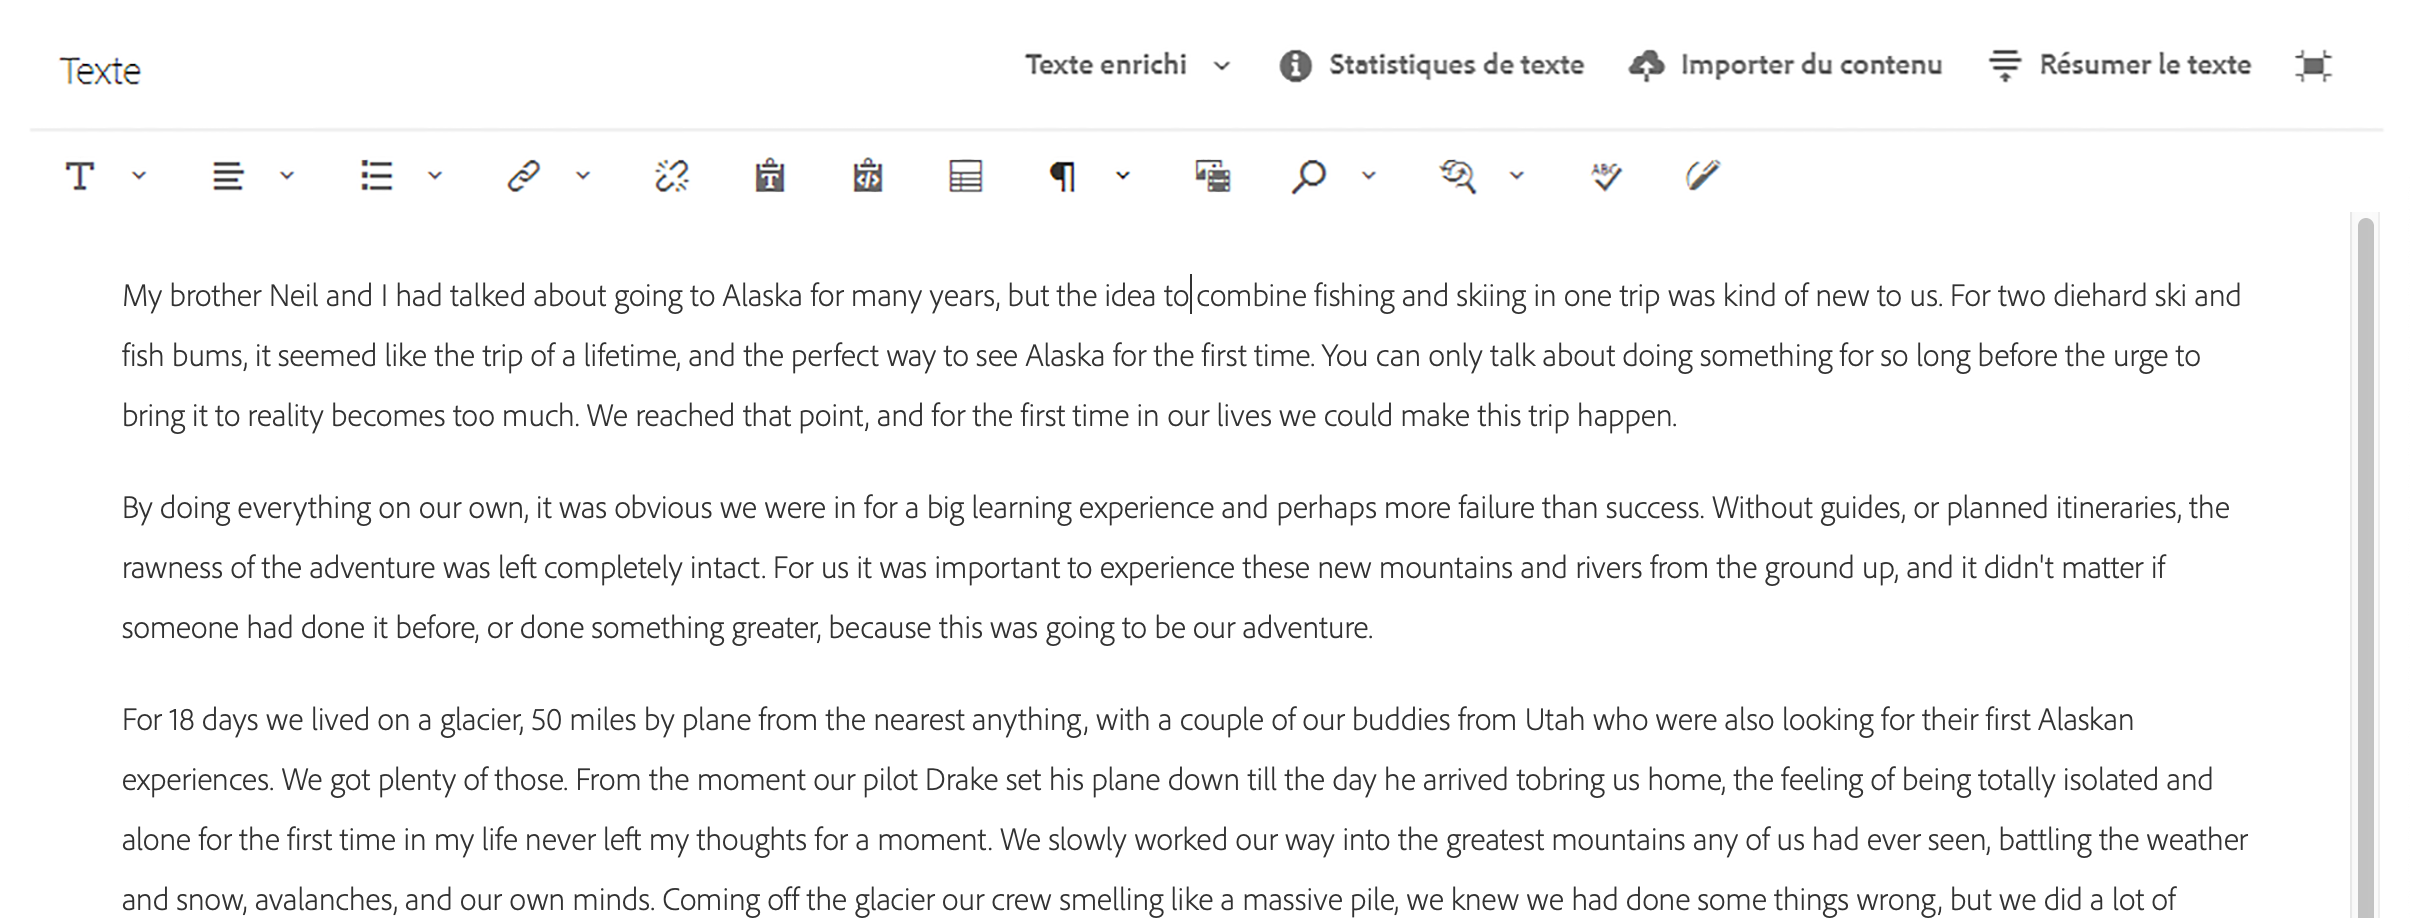 Texte
Texte enrichi
Statistiques de texte
Importer du contenu
Résumer le texte
T
T
ABC
My brother Neil and I had talked about going to Alaska for many years, but the idea to combine fishing and skiing in one trip was kind of new to us. For two diehard ski and
fish bums, it seemed like the trip of a lifetime, and the perfect way to see Alaska for the first time. You can only talk about doing something for so long before the urge to
bring it to reality becomes too much. We reached that point, and for the first time in our lives we could make this trip happen.
By doing everything on our own, it was obvious we were in for a big learning experience and perhaps more failure than success. Without guides, or planned itineraries, the
rawness of the adventure was left completely intact. For us it was important to experience these new mountains and rivers from the ground up, and it didn't matter if
someone had done it before, or done something greater, because this was going to be our adventure.
For 18 days we lived on a glacier, 50 miles by plane from the nearest anything, with a couple of our buddies from Utah who were also looking for their first Alaskan
experiences. We got plenty of those. From the moment our pilot Drake set his plane down till the day he arrived tobring us home, the feeling of being totally isolated and
alone for the first time in my life never left my thoughts for a moment. We slowly worked our way into the greatest mountains any of us had ever seen, battling the weather
and snow, avalanches, and our own minds. Coming off the glacier our crew smelling like a massive pile, we knew we had done some things wrong, but we did a lot of